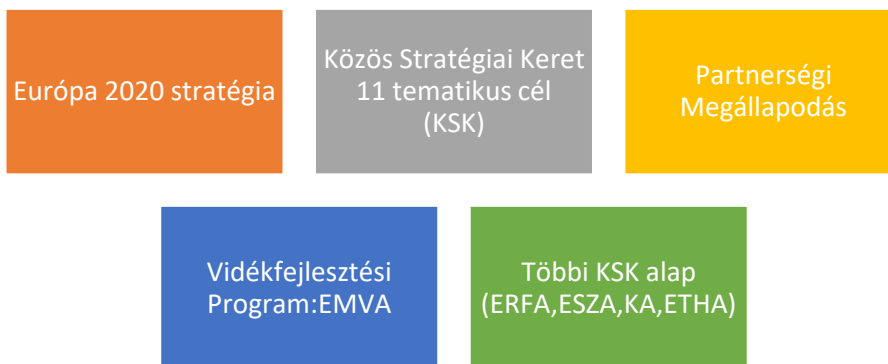 Európa 2020 stratégia
Közös Stratégiai Keret
11 tematikus cél
(KSK)
Partnerségi
Megállapodás
Vidékfejlesztési
Program:EMVA
Többi KSK alap
(ERFA,ESZA,KA,ETHA)